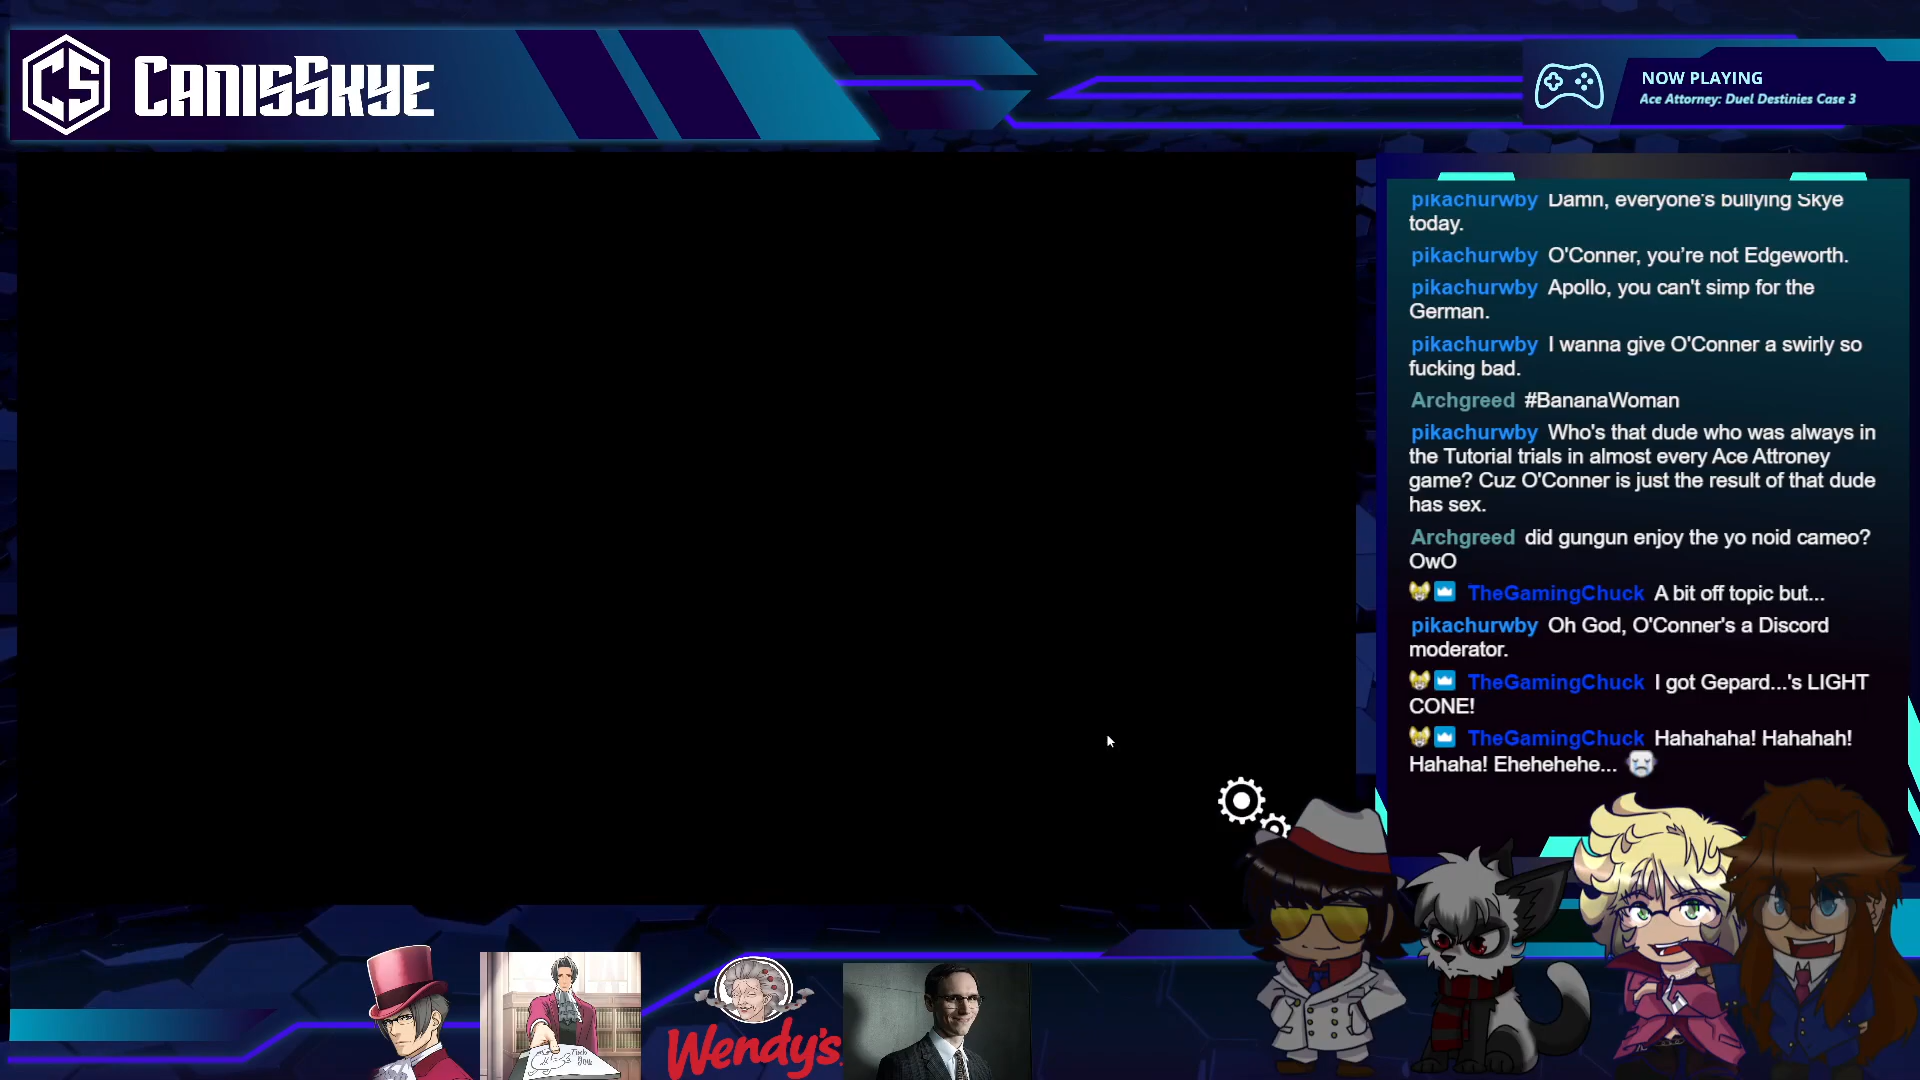 CS CANISSKYE
NOW PLAYING
Ace Attorney: Duel Destinies Case 3
pikachurwby Damn, everyone's bullying Skye
today.
pikachurwby O'Conner, you're not Edgeworth.
pikachurwby Apollo, you can't simp for the
German.
pikachurwby I wanna give O'Conner a swirly so
fucking bad.
Archgreed #BananaWoman
pikachurwby Who's that dude who was always in
the Tutorial trials in almost every Ace Attroney
game? Cuz O'Conner is just the result of that dude
has sex.
Archgreed did gungun enjoy the yo noid cameo?
OwO
TheGamingChuck A bit off topic but...
pikachurwby Oh God, O'Conner's a Discord
moderator.
TheGamingChuck I got Gepard...'s LIGHT
CONE!
TheGamingChuck Hahahaha! Hahahah!
Hahaha! Ehehehehe...
Fuck
You
Wendy's